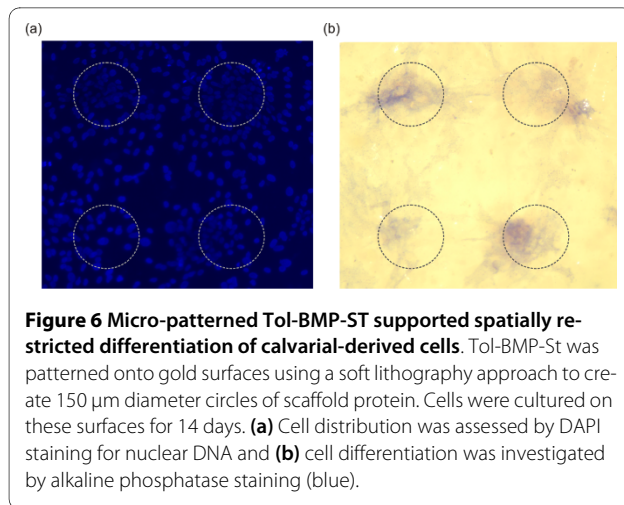 (a)
(b)
Figure 6 Micro-patterned Tol-BMP-ST supported spatially re-
stricted differentiation of calvarial-derived cells. Tol-BMP-St was
patterned onto gold surfaces using a soft lithography approach to cre-
ate 150 μm diameter circles of scaffold protein. Cells were cultured on
these surfaces for 14 days. (a) Cell distribution was assessed by DAPI
staining for nuclear DNA and (b) cell differentiation was investigated
by alkaline phosphatase staining (blue).